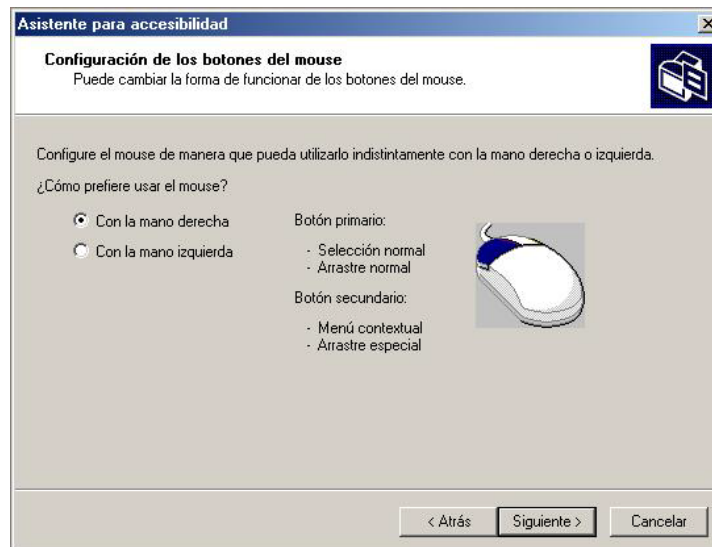 Asistente para accesibilidad
Configuración de los botones del mouse
Puede cambiar la forma de funcionar de los botones del mouse.
Configure el mouse de manera que pueda utilizarlo indistintamente con la mano derecha o izquierda.
¿Cómo prefiere usar el mouse?
Con la mano derecha
Con la mano izquierda
Botón primario:
- Selección normal
- Arrastre normal
Botón secundario:
- Menú contextual
- Arrastre especial
< Atrás
Siguiente >
Cancelar